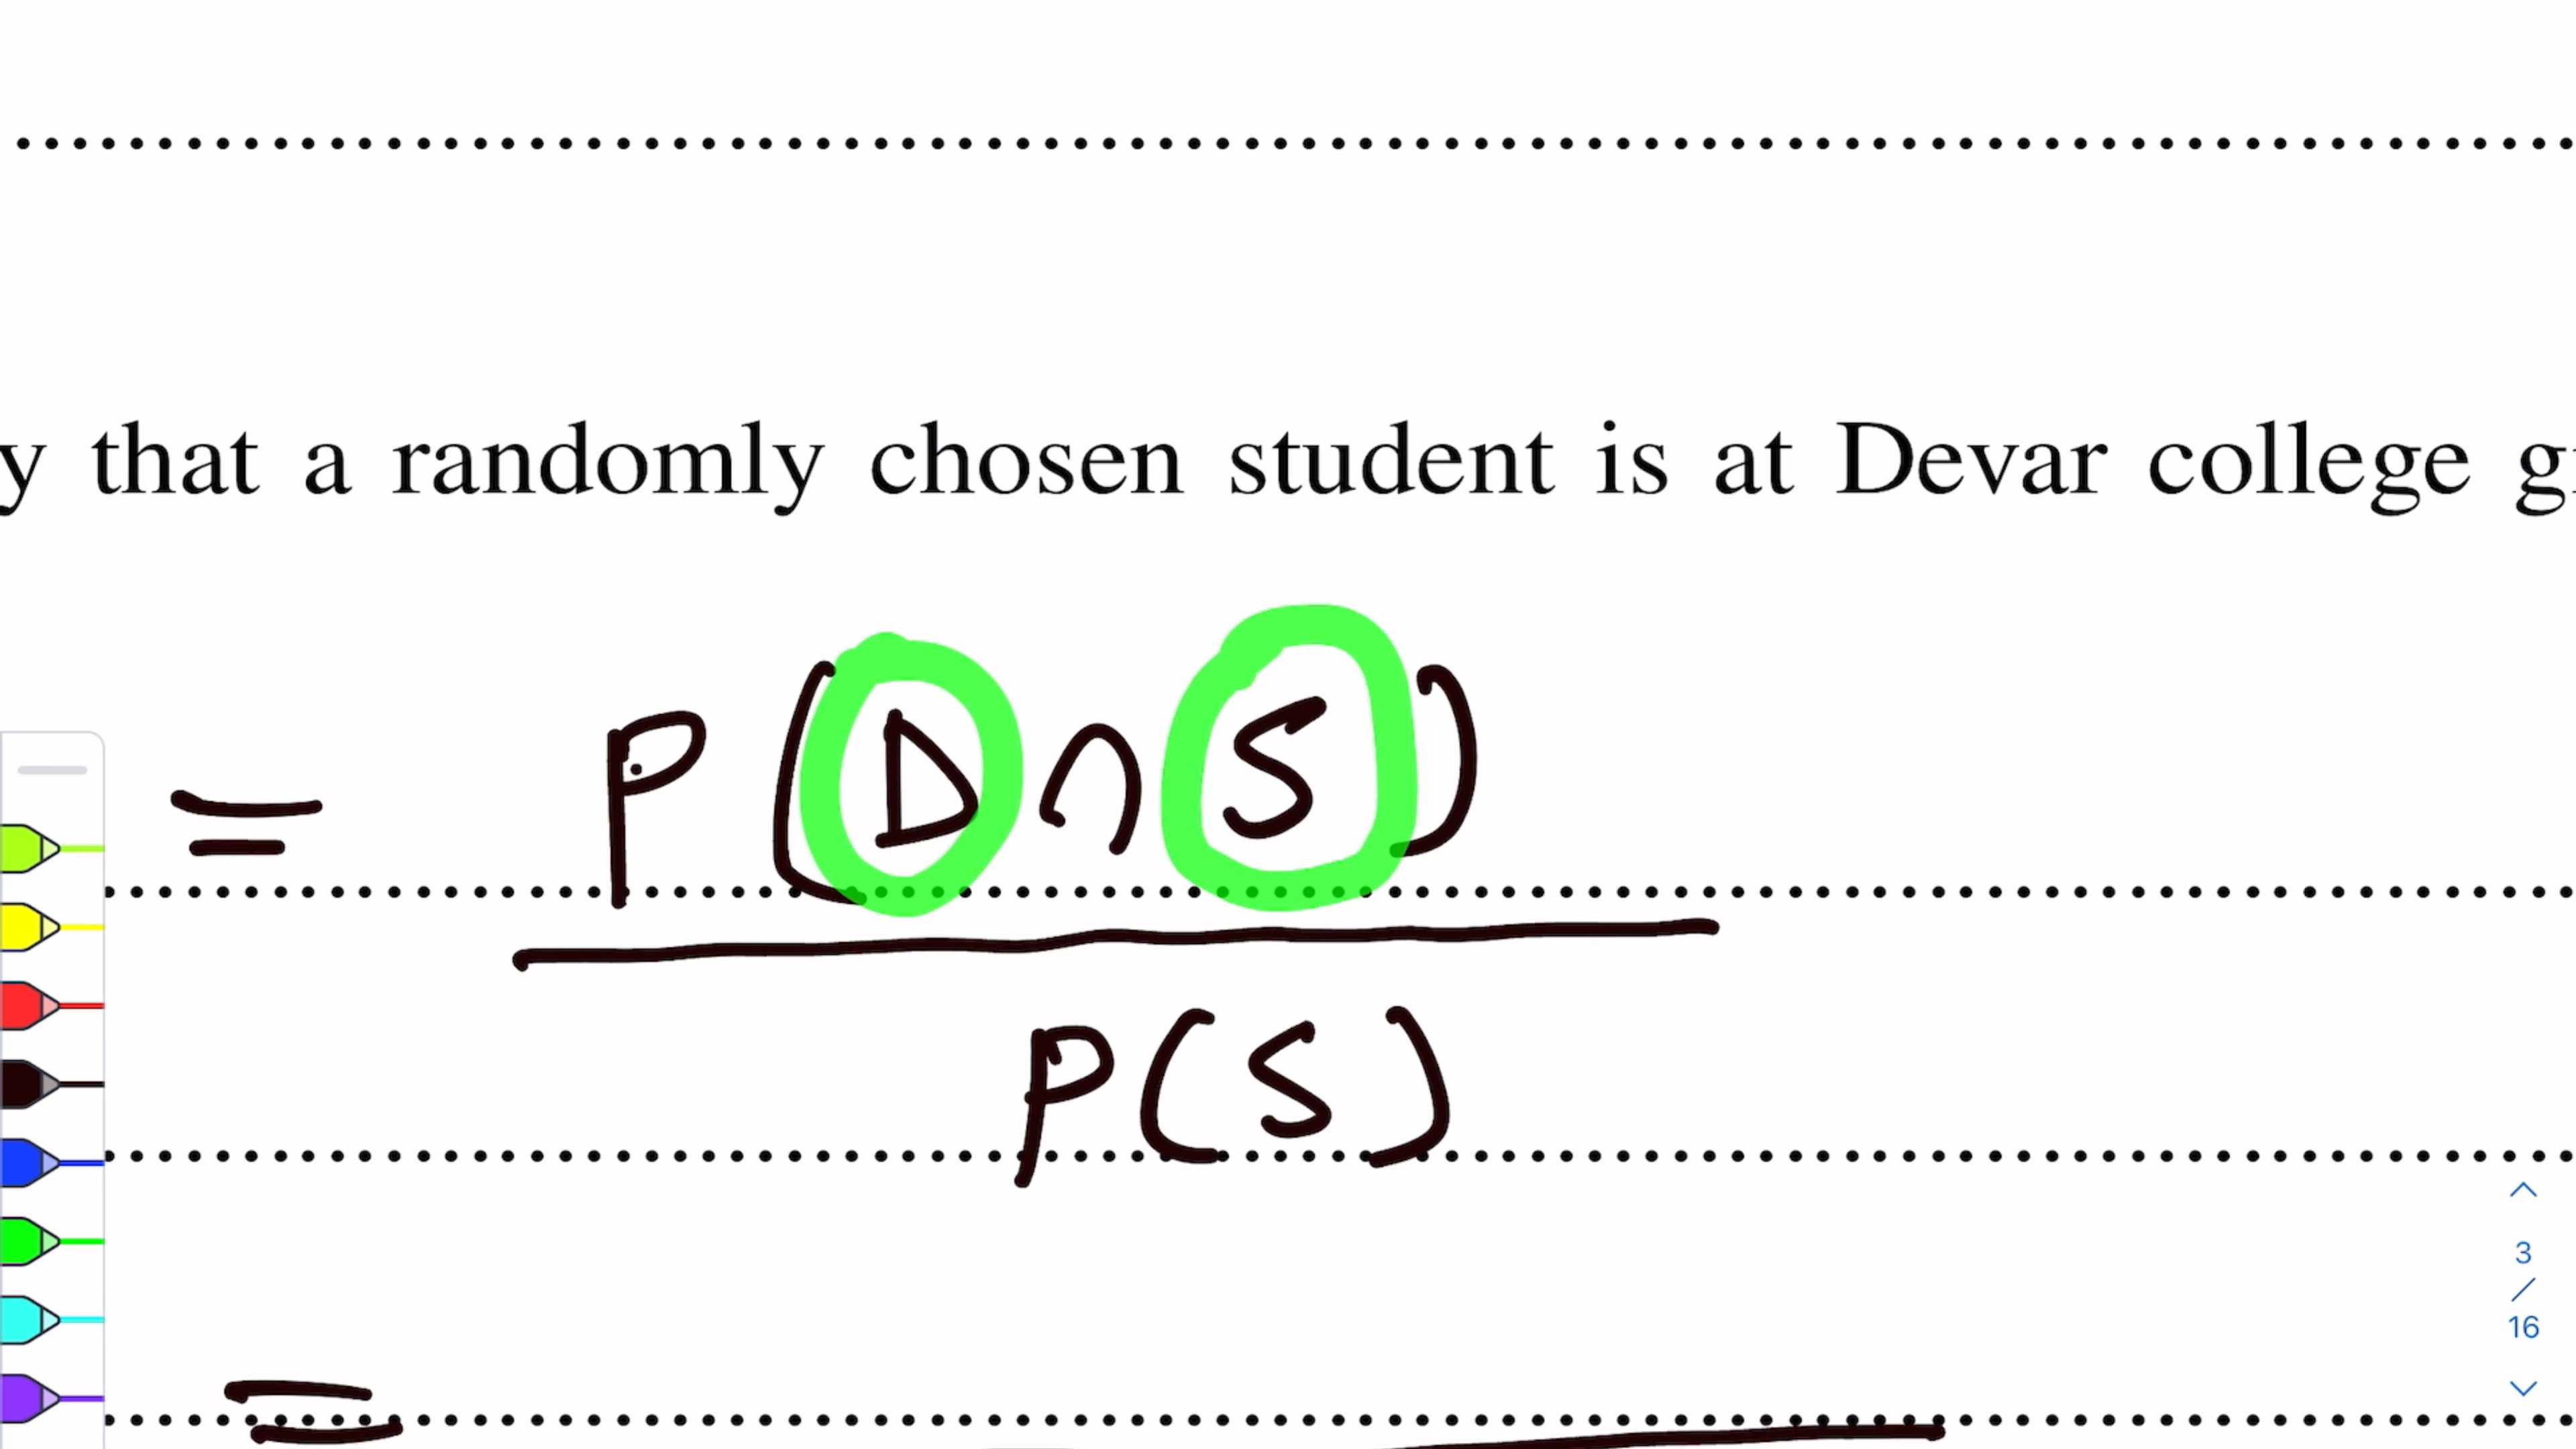 that a randomly chosen student is at Devar college
= P(D∩S)
P(S)
3
/
16
=